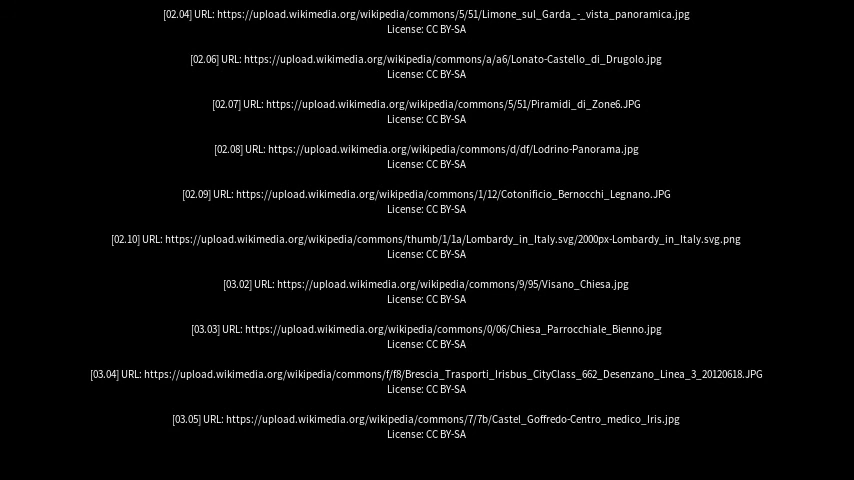 [02.04] URL: https://upload.wikimedia.org/wikipedia/commons/5/51/Limone_sul_Garda_-_vista_panoramica.jpg
License: CC BY-SA
[02.06] URL: https://upload.wikimedia.org/wikipedia/commons/a/a6/Lonato-Castello_di_Drugolo.jpg
License: CC BY-SA
[02.07] URL: https://upload.wikimedia.org/wikipedia/commons/5/51/Piramidi_di_Zone6.JPG
License: CC BY-SA
[02.08] URL: https://upload.wikimedia.org/wikipedia/commons/d/df/Lodrino-Panorama.jpg
License: CC BY-SA
[02.09] URL: https://upload.wikimedia.org/wikipedia/commons/1/12/Cotonificio_Bernocchi_Legnano.JPG
License: CC BY-SA
[02.10] URL: https://upload.wikimedia.org/wikipedia/commons/thumb/1/1a/Lombardy_in_Italy.svg/2000px-Lombardy_in_Italy.svg.png
License: CC BY-SA
[03.02] URL: https://upload.wikimedia.org/wikipedia/commons/9/95/Visano_Chiesa.jpg
License: CC BY-SA
[03.03] URL: https://upload.wikimedia.org/wikipedia/commons/0/06/Chiesa_Parrocchiale_Bienno.jpg
License: CC BY-SA
[03.04] URL: https://upload.wikimedia.org/wikipedia/commons/f/f8/Brescia_Trasporti_Irisbus_CityClass_662_Desenzano_Linea_3_20120618.JPG
License: CC BY-SA
[03.05] URL: https://upload.wikimedia.org/wikipedia/commons/7/7b/Castel_Goffredo-Centro_medico_Iris.jpg
License: CC BY-SA